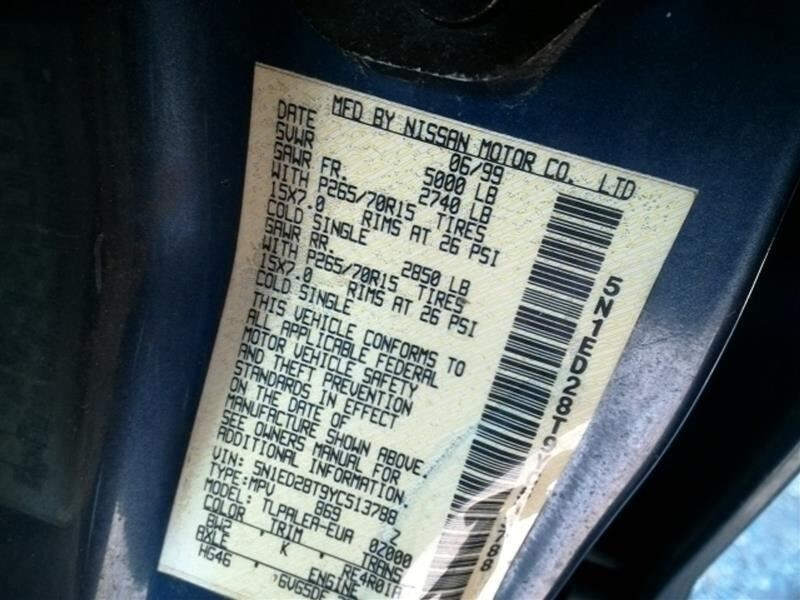 MFD BY NISSAN MOTOR CO. LTD
DATE 06/99
GVWR 5000 LB
GAWR FR. 2740 LB
WITH P265/70R15 TIRES
15X7.0 RIMS AT 26 PSI
COLD SINGLE
GAWR RR. 2850 LB
WITH P265/70R15 TIRES
15X7.0 RIMS AT 26 PSI
COLD SINGLE
THIS VEHICLE CONFORMS TO
ALL APPLICABLE FEDERAL
MOTOR VEHICLE SAFETY
AND THEFT PREVENTION
STANDARDS IN EFFECT
ON THE DATE OF
MANUFACTURE SHOWN ABOVE.
SEE OWNERS MANUAL FOR
ADDITIONAL INFORMATION.
VIN: 5N1ED28T9YC513788
TYPE:MPV 869 Z
MODEL: TLPALEA-EUA 02000
COLOR TRIM TRANS
BW2 , K RE4R01A
AXLE ENGINE
HG46
5N1ED28T9
788